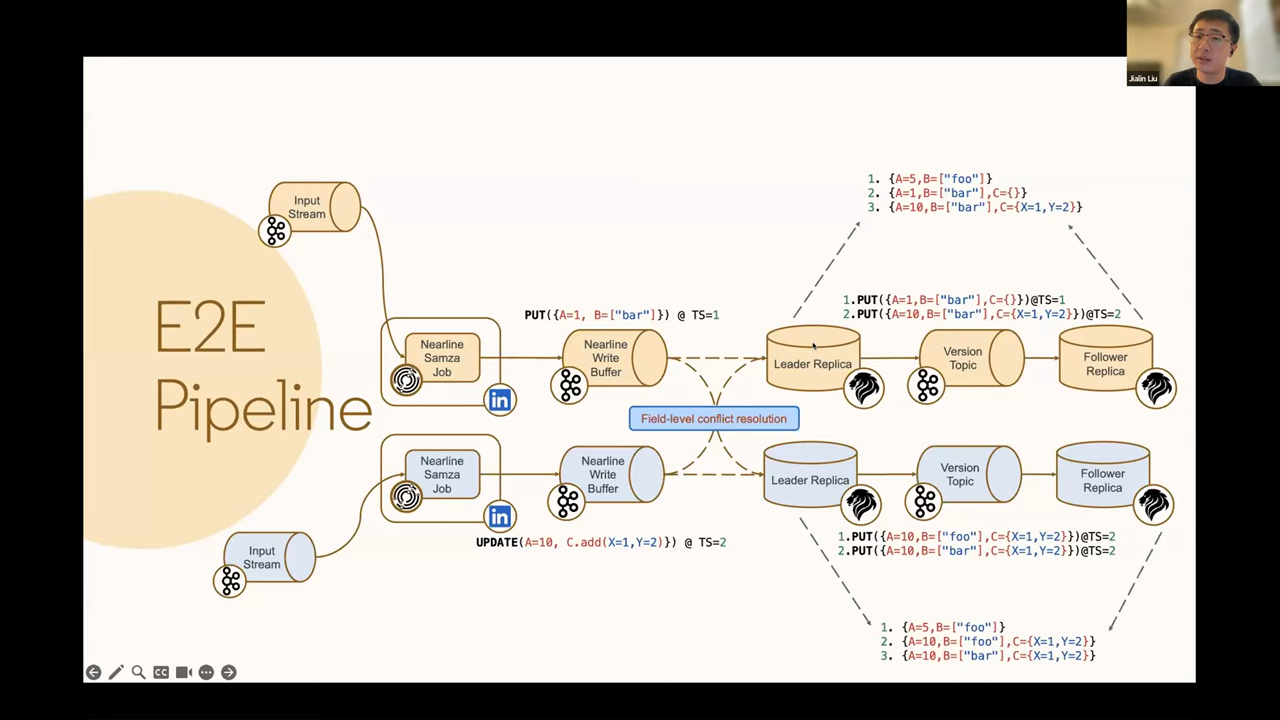 Jialin Liu
E2E
Pipeline
Input
Stream
1. {A=5,B=["foo"]}
2. {A=1,B=["bar"],C={}}
3. {A=10,B=["bar"],C={X=1,Y=2}}
PUT({A=1, B=["bar"]}) @ TS=1
1.PUT({A=1,B=["bar"],C={}})@TS=1
2.PUT({A=10,B=["bar"],C={X=1,Y=2}})@TS=2
Nearline
Samza
Job
in
Nearline
Write
Buffer
Leader Replica
Version
Topic
Follower
Replica
Field-level conflict resolution
Nearline
Samza
Job
in
Nearline
Write
Buffer
Leader Replica
Version
Topic
Follower
Replica
Input
Stream
UPDATE(A=10, C.add(X=1,Y=2)}) @ TS=2
1.PUT({A=10,B=["foo"],C={X=1,Y=2}})@TS=2
2.PUT({A=10,B=["bar"],C={X=1,Y=2}})@TS=2
1. {A=5,B=["foo"]}
2. {A=10,B=["foo"],C={X=1,Y=2}}
3. {A=10,B=["bar"],C={X=1,Y=2}}
CC